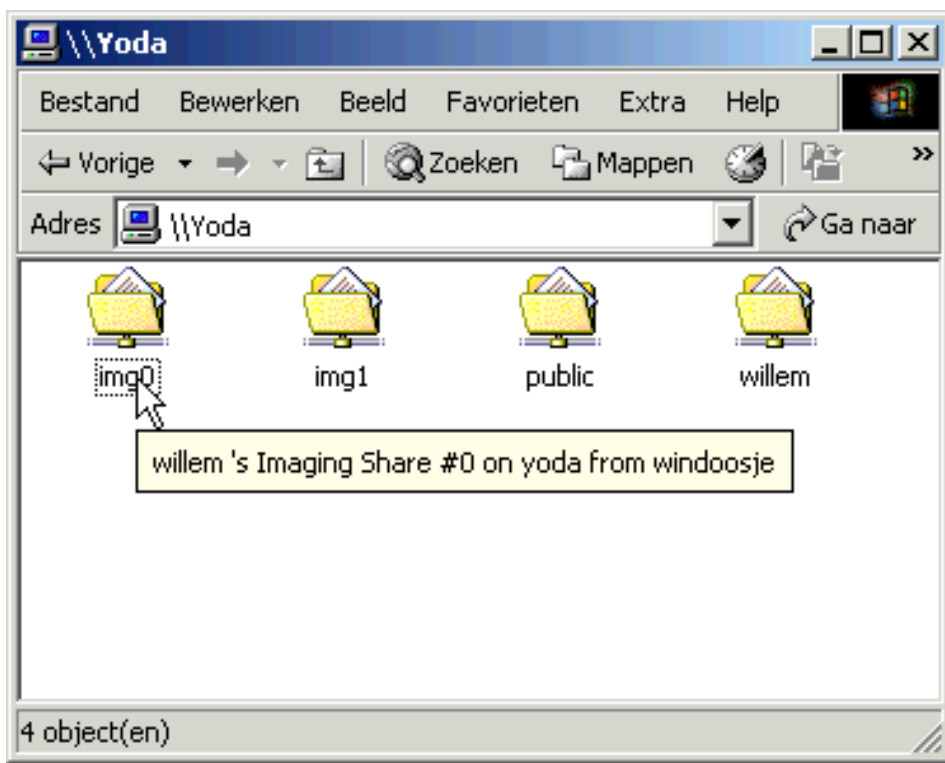 \\Yoda
Bestand Bewerken Beeld Favorieten Extra Help
Vorige Zoeken Mappen »
Adres \\Yoda Ga naar
img0 img1 public willem
willem 's Imaging Share #0 on yoda from windoosje
4 object(en)